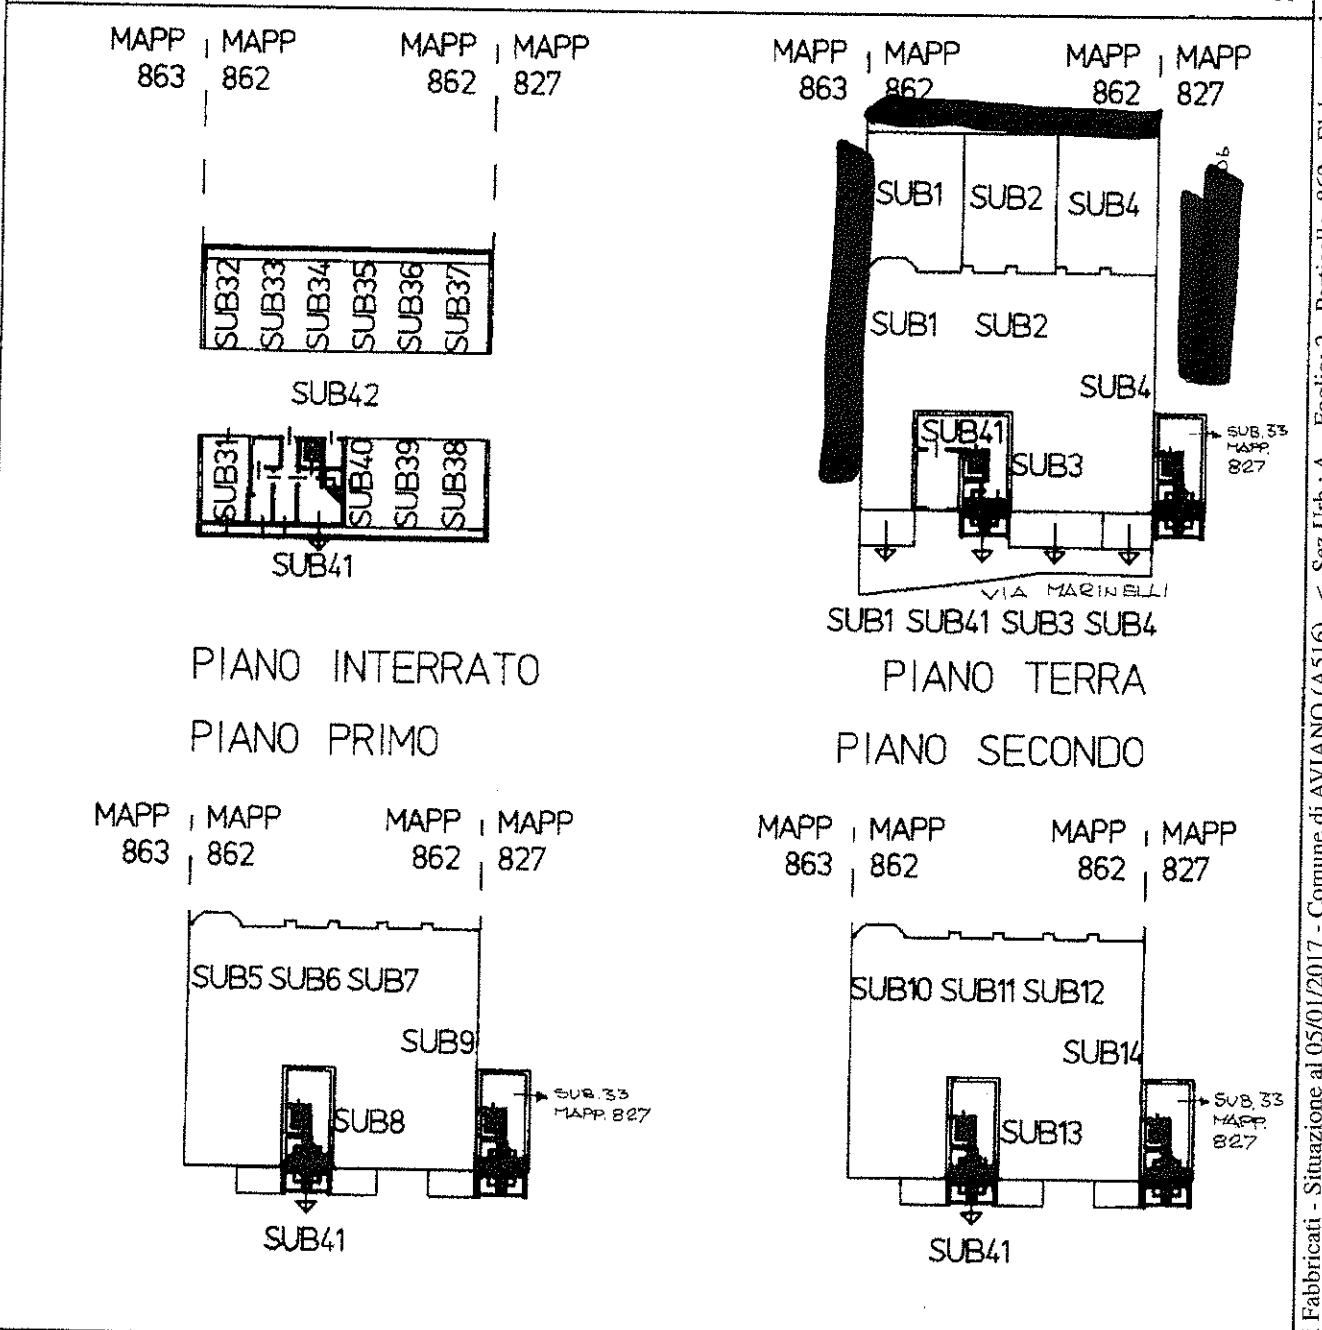 MAPP MAPP MAPP MAPP
863 862 862 827
SUB32 SUB33 SUB34 SUB35 SUB36 SUB37
SUB42
SUB31 SUB40 SUB39 SUB38
SUB41
PIANO INTERRATO
MAPP MAPP MAPP MAPP
863 862 862 827
SUB1 SUB2 SUB4
SUB1 SUB2
SUB4
SUB41
SUB3
SUB.33
MAPP.
827
VIA MARINELLI
SUB1 SUB41 SUB3 SUB4
PIANO TERRA
PIANO PRIMO
MAPP MAPP MAPP MAPP
863 862 862 827
SUB5 SUB6 SUB7
SUB9
SUB8
SUB.33
MAPP. 827
SUB41
PIANO SECONDO
MAPP MAPP MAPP MAPP
863 862 862 827
SUB10 SUB11 SUB12
SUB14
SUB13
SUB.33
MAPP.
827
SUB41
Fabbricati - Situazione al 05/01/2017 - Comune di AVIANO (A516) - < Sez.Urb.: A - Foglio: 2 - Particella: 862